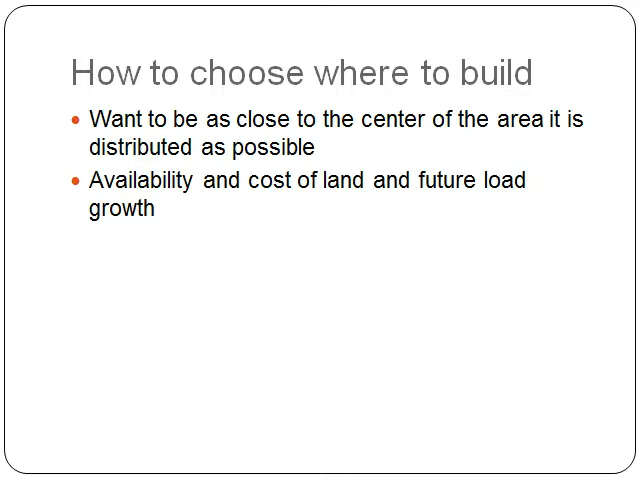 How to choose where to build
• Want to be as close to the center of the area it is
distributed as possible
• Availability and cost of land and future load
growth